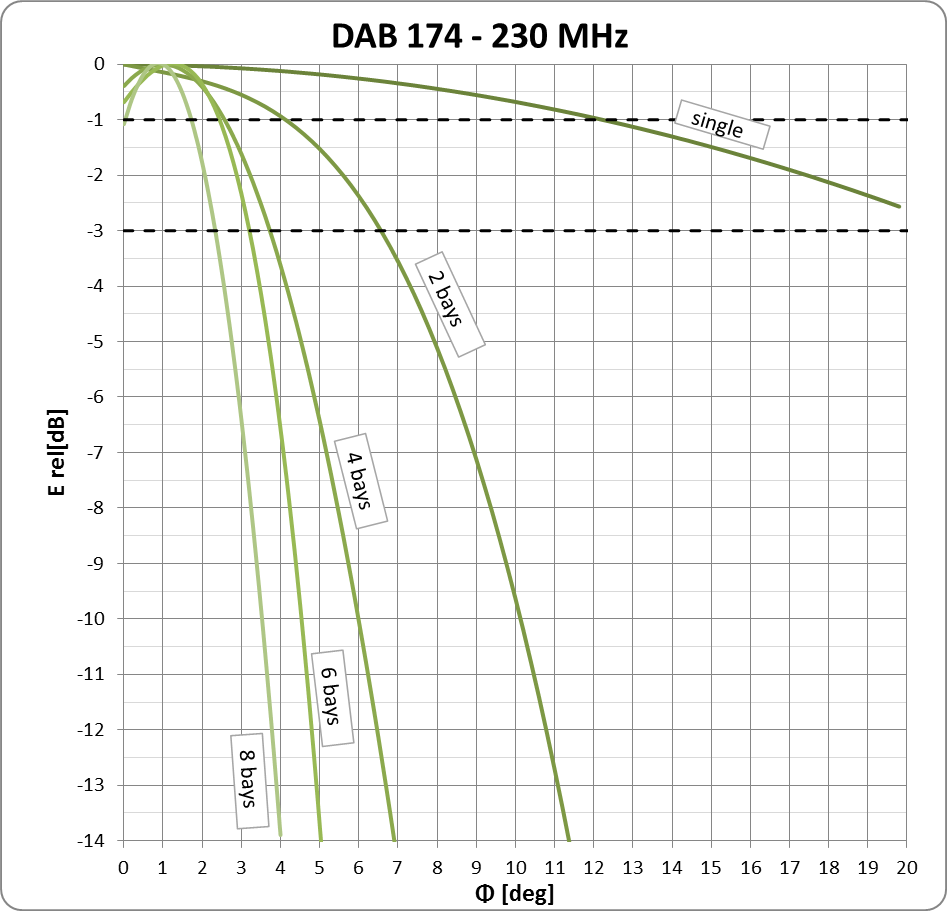 DAB 174 - 230 MHz
0
-1
-2
-3
-4
-5
-6
-7
-8
-9
-10
-11
-12
-13
-14
E rel[dB]
single
2 bays
4 bays
6 bays
8 bays
0 1 2 3 4 5 6 7 8 9 10 11 12 13 14 15 16 17 18 19 20
Φ [deg]